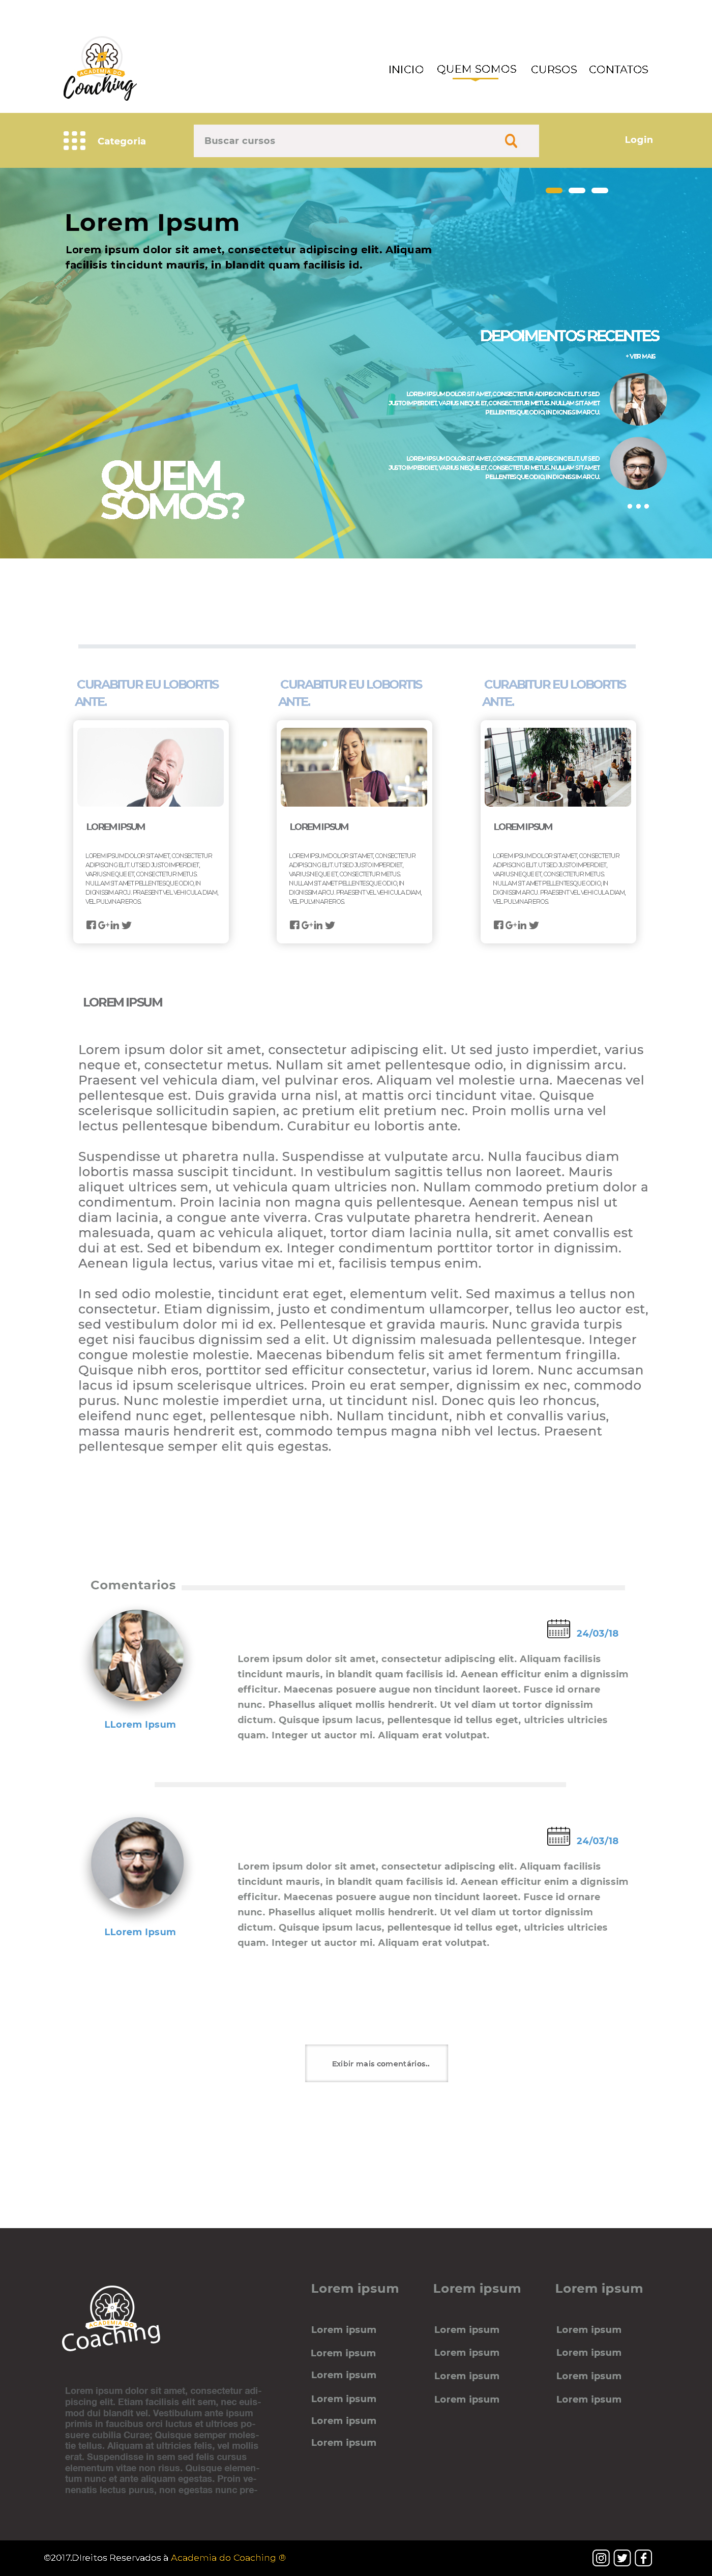 ACADEMIA DO
Coaching
INICIO QUEM SOMOS CURSOS CONTATOS
Categoria Buscar cursos Login
Lorem Ipsum
Lorem ipsum dolor sit amet, consectetur adipiscing elit. Aliquam
facilisis tincidunt mauris, in blandit quam facilisis id.
DEPOIMENTOS RECENTES
+ VER MAIS
LOREM IPSUM DOLOR SIT AMET, CONSECTETUR ADIPISCING ELIT. UT SED
JUSTO IMPERDIET, VARIUS NEQUE ET, CONSECTETUR METUS. NULLAM SIT AMET
PELLENTESQUE ODIO, IN DIGNISSIM ARCU.
LOREM IPSUM DOLOR SIT AMET, CONSECTETUR ADIPISCING ELIT. UT SED
JUSTO IMPERDIET, VARIUS NEQUE ET, CONSECTETUR METUS. NULLAM SIT AMET
PELLENTESQUE ODIO, IN DIGNISSIM ARCU.
QUEM
SOMOS?
CURABITUR EU LOBORTIS
ANTE.
LOREM IPSUM
LOREM IPSUM DOLOR SIT AMET, CONSECTETUR
ADIPISCING ELIT. UT SED JUSTO IMPERDIET,
VARIUS NEQUE ET, CONSECTETUR METUS.
NULLAM SIT AMET PELLENTESQUE ODIO, IN
DIGNISSIM ARCU. PRAESENT VEL VEHICULA DIAM,
VEL PULVINAR EROS.
CURABITUR EU LOBORTIS
ANTE.
LOREM IPSUM
LOREM IPSUM DOLOR SIT AMET, CONSECTETUR
ADIPISCING ELIT. UT SED JUSTO IMPERDIET,
VARIUS NEQUE ET, CONSECTETUR METUS.
NULLAM SIT AMET PELLENTESQUE ODIO, IN
DIGNISSIM ARCU. PRAESENT VEL VEHICULA DIAM,
VEL PULVINAR EROS.
CURABITUR EU LOBORTIS
ANTE.
LOREM IPSUM
LOREM IPSUM DOLOR SIT AMET, CONSECTETUR
ADIPISCING ELIT. UT SED JUSTO IMPERDIET,
VARIUS NEQUE ET, CONSECTETUR METUS.
NULLAM SIT AMET PELLENTESQUE ODIO, IN
DIGNISSIM ARCU. PRAESENT VEL VEHICULA DIAM,
VEL PULVINAR EROS.
LOREM IPSUM
Lorem ipsum dolor sit amet, consectetur adipiscing elit. Ut sed justo imperdiet, varius
neque et, consectetur metus. Nullam sit amet pellentesque odio, in dignissim arcu.
Praesent vel vehicula diam, vel pulvinar eros. Aliquam vel molestie urna. Maecenas vel
pellentesque est. Duis gravida urna nisl, at mattis orci tincidunt vitae. Quisque
scelerisque sollicitudin sapien, ac pretium elit pretium nec. Proin mollis urna vel
lectus pellentesque bibendum. Curabitur eu lobortis ante.
Suspendisse ut pharetra nulla. Suspendisse at vulputate arcu. Nulla faucibus diam
lobortis massa suscipit tincidunt. In vestibulum sagittis tellus non laoreet. Mauris
aliquet ultrices sem, ut vehicula quam ultricies non. Nullam commodo pretium dolor a
condimentum. Proin lacinia non magna quis pellentesque. Aenean tempus nisl ut
diam lacinia, a congue ante viverra. Cras vulputate pharetra hendrerit. Aenean
malesuada, quam ac vehicula aliquet, tortor diam lacinia nulla, sit amet convallis est
dui at est. Sed et bibendum ex. Integer condimentum porttitor tortor in dignissim.
Aenean ligula lectus, varius vitae mi et, facilisis tempus enim.
In sed odio molestie, tincidunt erat eget, elementum velit. Sed maximus a tellus non
consectetur. Etiam dignissim, justo et condimentum ullamcorper, tellus leo auctor est,
sed vestibulum dolor mi id ex. Pellentesque et gravida mauris. Nunc gravida turpis
eget nisi faucibus dignissim sed a elit. Ut dignissim malesuada pellentesque. Integer
congue molestie molestie. Maecenas bibendum felis sit amet fermentum fringilla.
Quisque nibh eros, porttitor sed efficitur consectetur, varius id lorem. Nunc accumsan
lacus id ipsum scelerisque ultrices. Proin eu erat semper, dignissim ex nec, commodo
purus. Nunc molestie imperdiet urna, ut tincidunt nisl. Donec quis leo rhoncus,
eleifend nunc eget, pellentesque nibh. Nullam tincidunt, nibh et convallis varius,
massa mauris hendrerit est, commodo tempus magna nibh vel lectus. Praesent
pellentesque semper elit quis egestas.
Comentarios
24/03/18
Lorem ipsum dolor sit amet, consectetur adipiscing elit. Aliquam facilisis
tincidunt mauris, in blandit quam facilisis id. Aenean efficitur enim a dignissim
efficitur. Maecenas posuere augue non tincidunt laoreet. Fusce id ornare
nunc. Phasellus aliquet mollis hendrerit. Ut vel diam ut tortor dignissim
dictum. Quisque ipsum lacus, pellentesque id tellus eget, ultricies ultricies
quam. Integer ut auctor mi. Aliquam erat volutpat.
LLorem Ipsum
24/03/18
Lorem ipsum dolor sit amet, consectetur adipiscing elit. Aliquam facilisis
tincidunt mauris, in blandit quam facilisis id. Aenean efficitur enim a dignissim
efficitur. Maecenas posuere augue non tincidunt laoreet. Fusce id ornare
nunc. Phasellus aliquet mollis hendrerit. Ut vel diam ut tortor dignissim
dictum. Quisque ipsum lacus, pellentesque id tellus eget, ultricies ultricies
quam. Integer ut auctor mi. Aliquam erat volutpat.
LLorem Ipsum
Exibir mais comentários..
ACADEMIA DO
Coaching
Lorem ipsum dolor sit amet, consectetur adi-
piscing elit. Etiam facilisis elit sem, nec euis-
mod dui blandit vel. Vestibulum ante ipsum
primis in faucibus orci luctus et ultrices po-
suere cubilia Curae; Quisque semper moles-
tie tellus. Aliquam at ultricies felis, vel mollis
erat. Suspendisse in sem sed felis cursus
elementum vitae non risus. Quisque elemen-
tum nunc et ante aliquam egestas. Proin ve-
nenatis lectus purus, non egestas nunc pre-
Lorem ipsum Lorem ipsum Lorem ipsum
Lorem ipsum Lorem ipsum Lorem ipsum
Lorem ipsum Lorem ipsum Lorem ipsum
Lorem ipsum Lorem ipsum Lorem ipsum
Lorem ipsum Lorem ipsum Lorem ipsum
Lorem ipsum
Lorem ipsum
©2017.DIreitos Reservados à Academia do Coaching ®